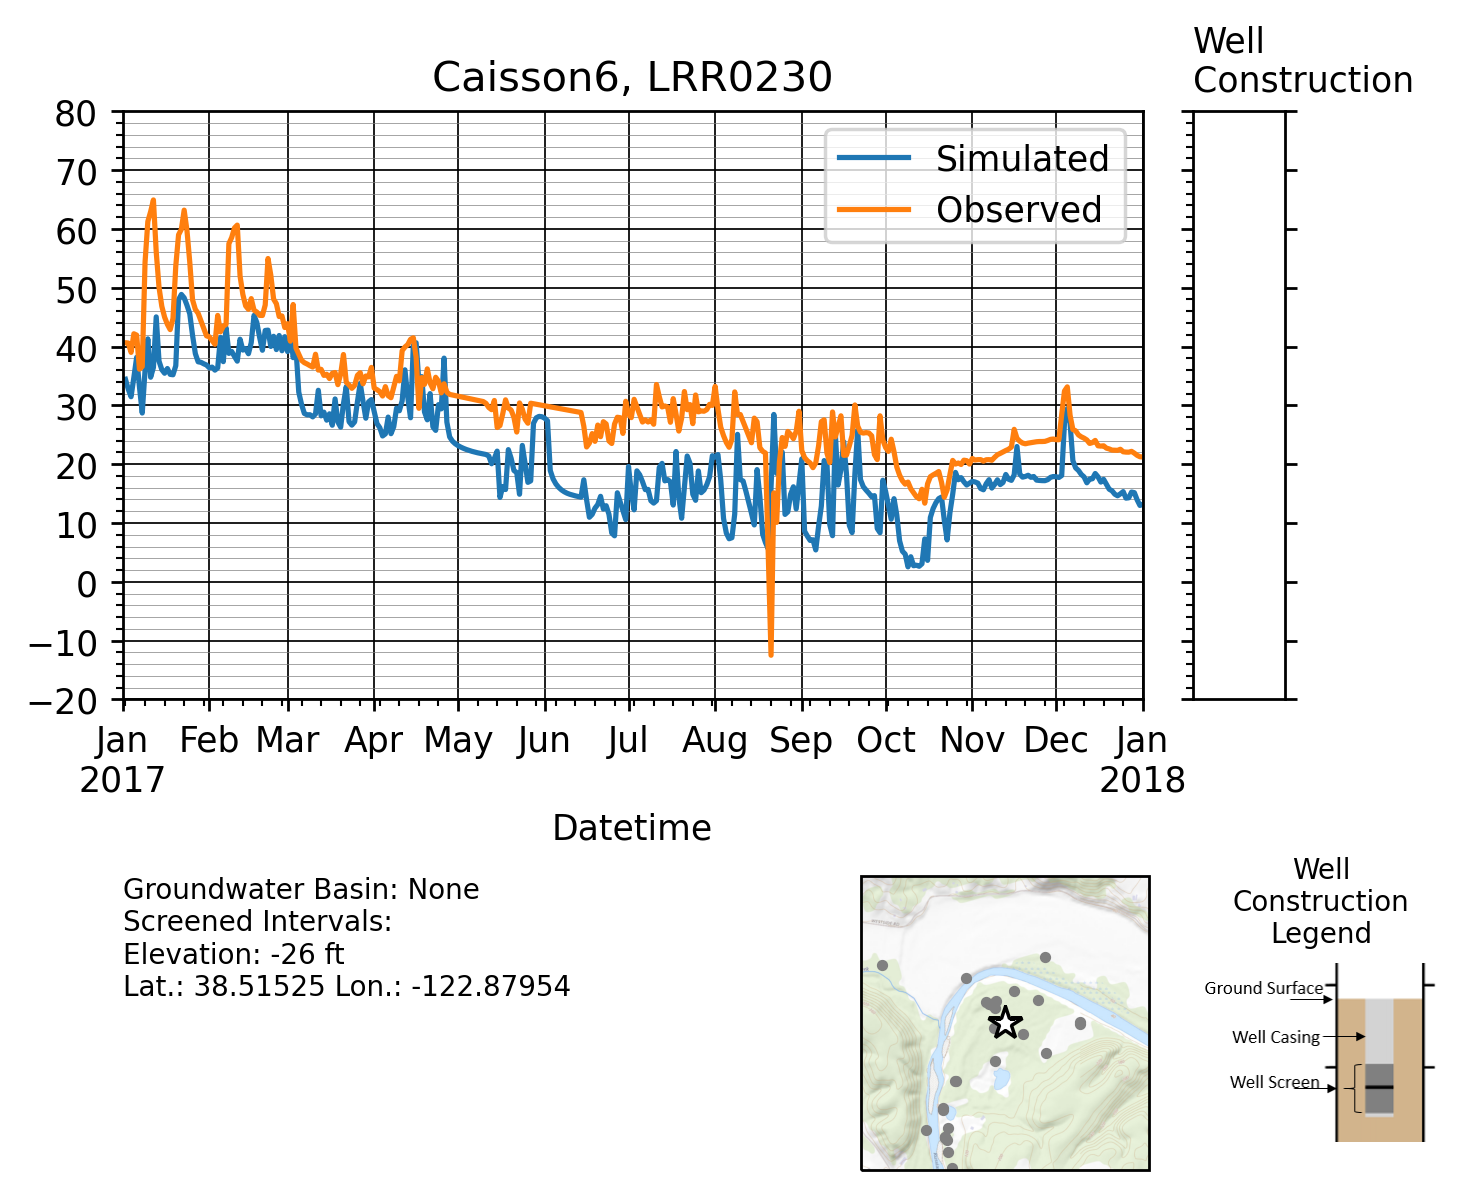 Well
Construction
Caisson6, LRR0230
80
70
60
50
40
30
20
10
0
−10
−20
Simulated
Observed
Jan Feb Mar Apr May Jun Jul Aug Sep Oct Nov Dec Jan
2017 2018
Datetime
Groundwater Basin: None
Screened Intervals:
Elevation: -26 ft
Lat.: 38.51525 Lon.: -122.87954
Well
Construction
Legend
Ground Surface
Well Casing
Well Screen